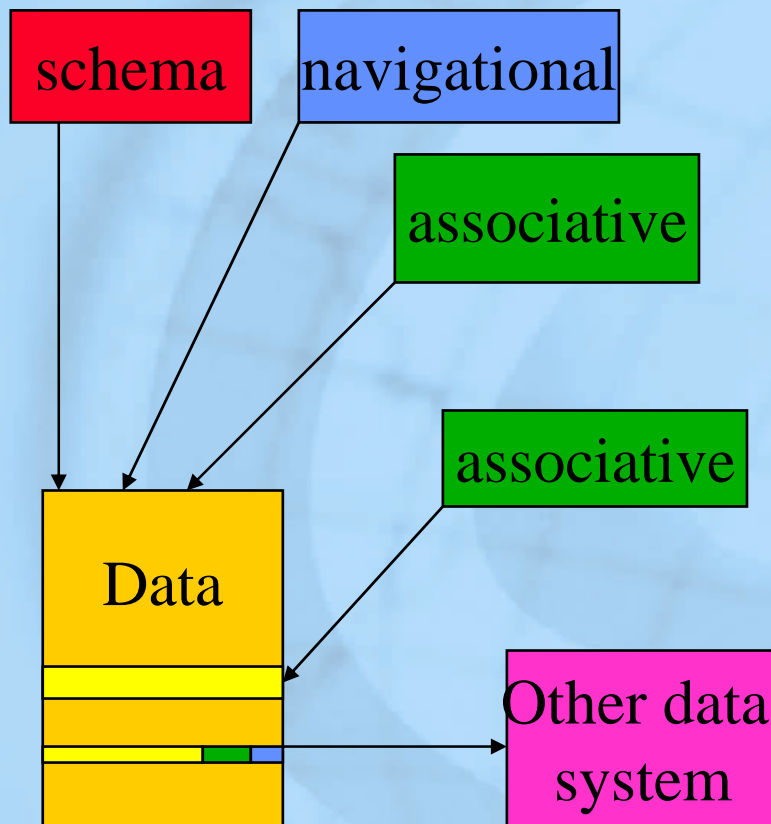 schema
navigational
associative
associative
Data
Other data
system